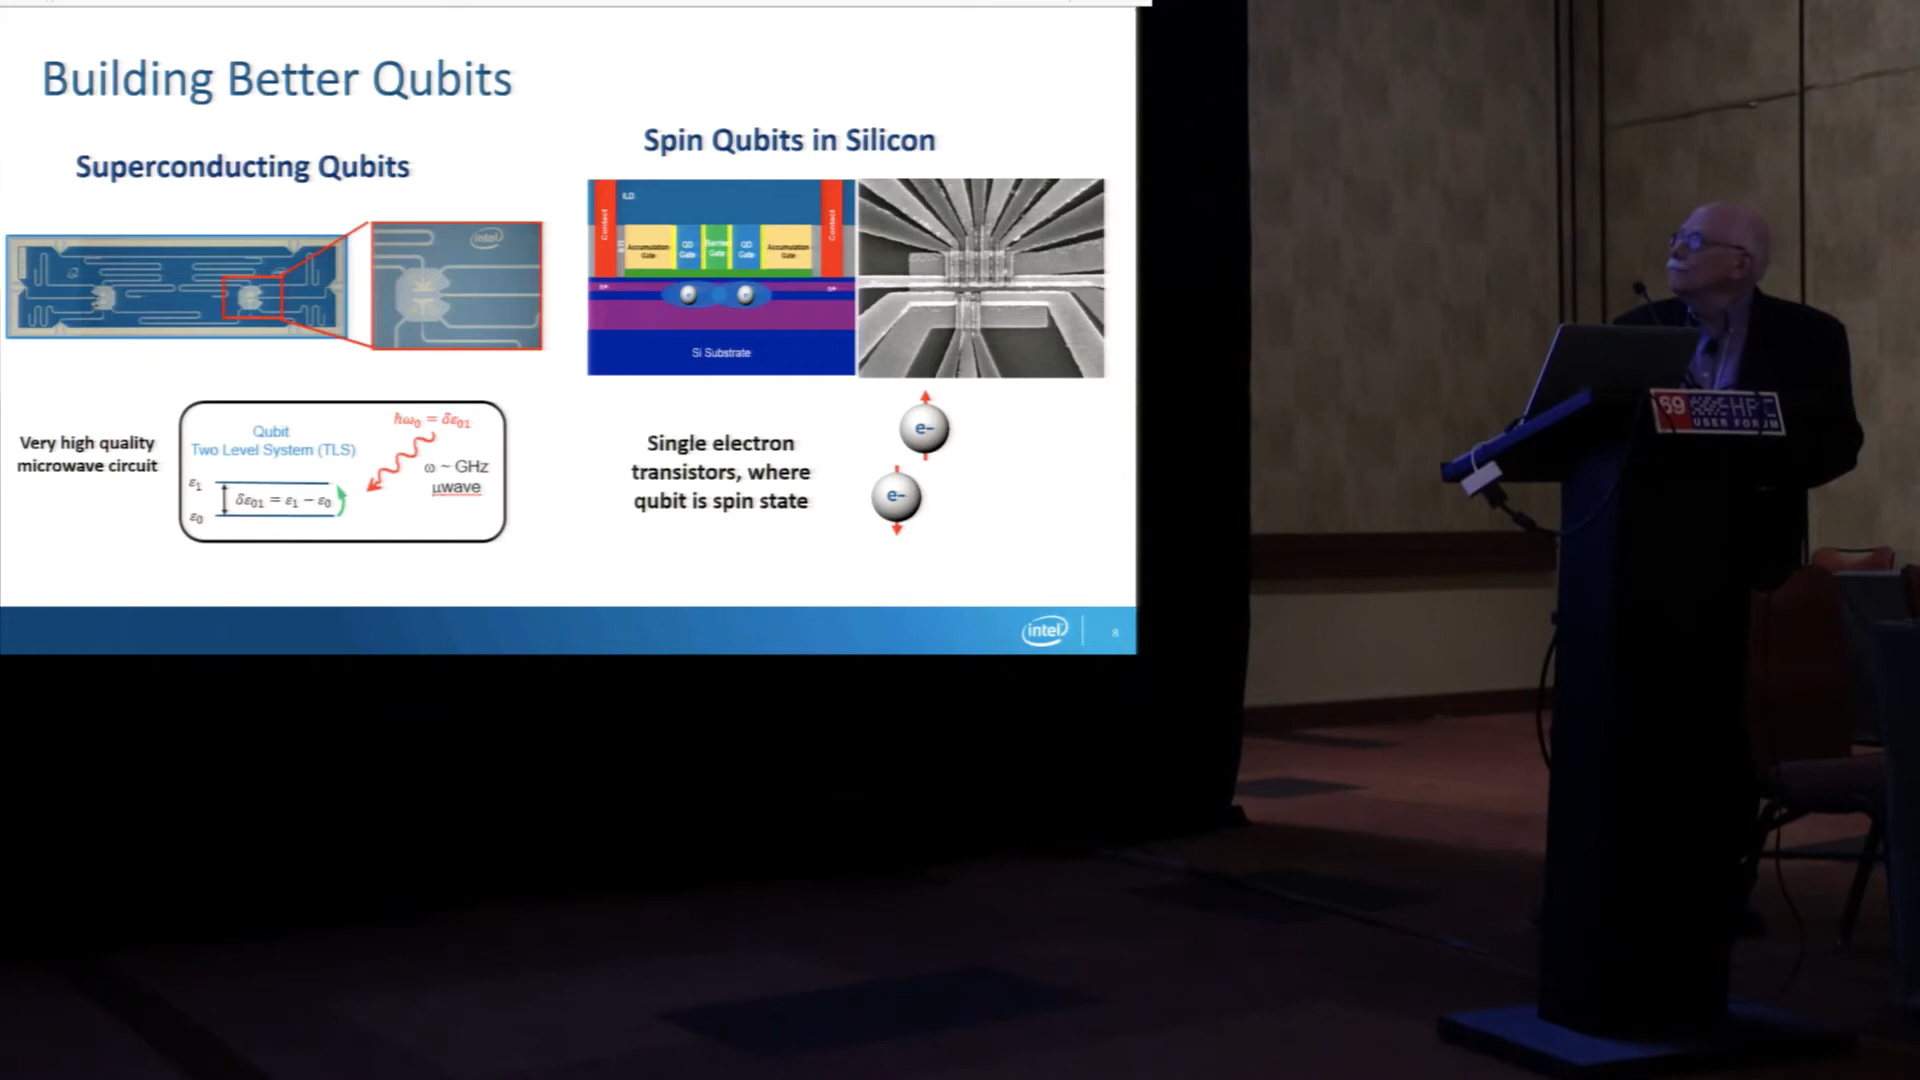 Building Better Qubits
Superconducting Qubits
intel
Very high quality
microwave circuit
Qubit
Two Level System (TLS)
ε₁
δε₀₁ = ε₁ − ε₀
ε₀
ħω₀ = δε₀₁
ω ~ GHz
µwave
Spin Qubits in Silicon
ILD
Contact
Accumulation
Gate
QD
Gate
Barrier
Gate
QD
Gate
Accumulation
Gate
Contact
Si Substrate
Single electron
transistors, where
qubit is spin state
e-
e-
intel
8
69
HPC
USER FORUM